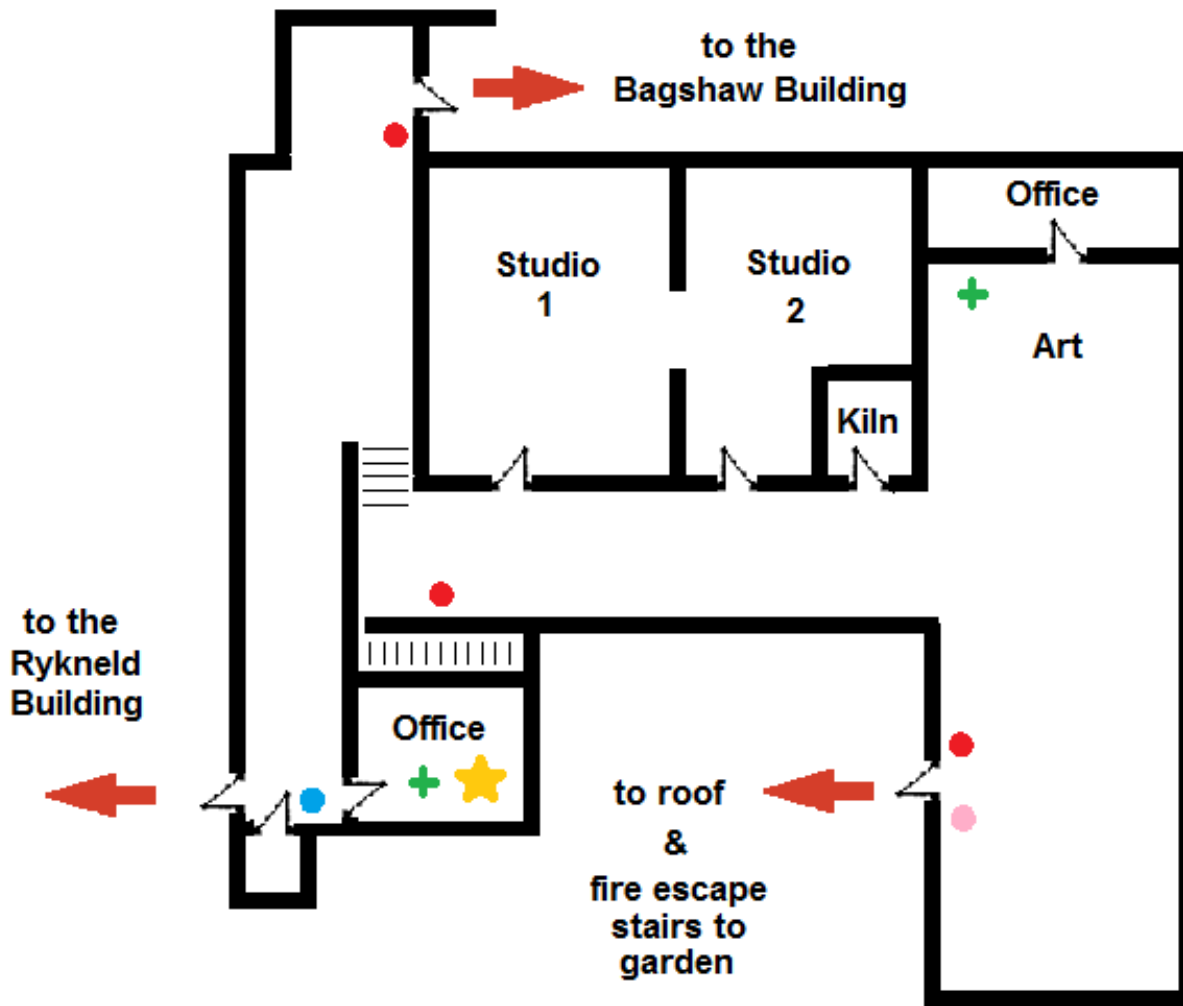 to the
Bagshaw Building
Office
Studio
1
Studio
2
Art
Kiln
to the
Rykneld
Building
Office
to roof
&
fire escape
stairs to
garden